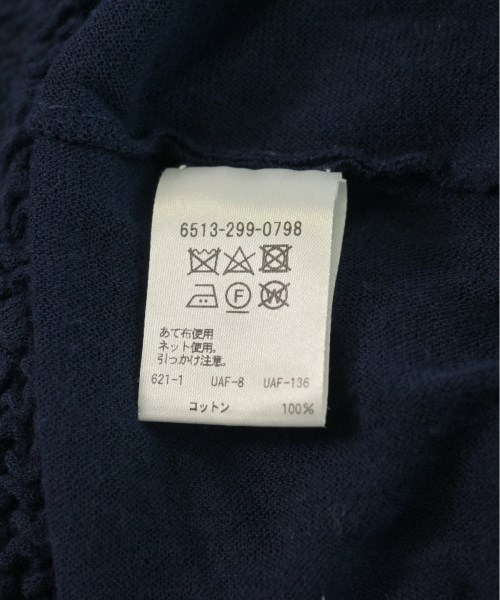 6513-299-0798
F W
あて布使用
ネット使用。
引っかけ注意。
621-1 UAF-8 UAF-136
コットン 100%